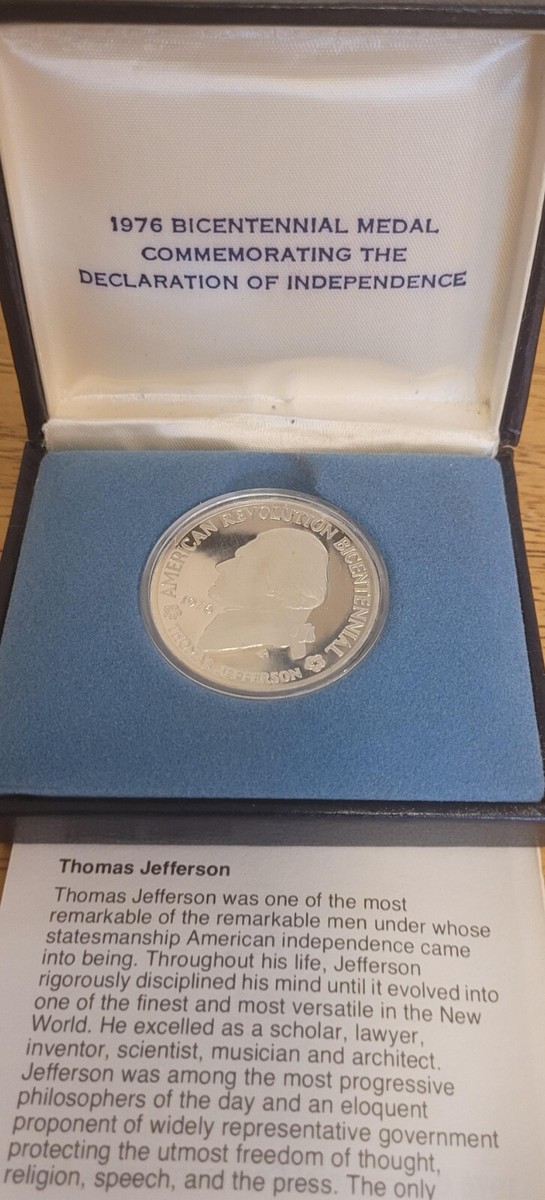 1976 BICENTENNIAL MEDAL
COMMEMORATING THE
DECLARATION OF INDEPENDENCE
AMERICAN REVOLUTION BICENTENNIAL
1976
THOMAS JEFFERSON
Thomas Jefferson
Thomas Jefferson was one of the most
remarkable of the remarkable men under whose
statesmanship American independence came
into being. Throughout his life, Jefferson
rigorously disciplined his mind until it evolved into
one of the finest and most versatile in the New
World. He excelled as a scholar, lawyer,
inventor, scientist, musician and architect.
Jefferson was among the most progressive
philosophers of the day and an eloquent
proponent of widely representative government
protecting the utmost freedom of thought,
religion, speech, and the press. The only